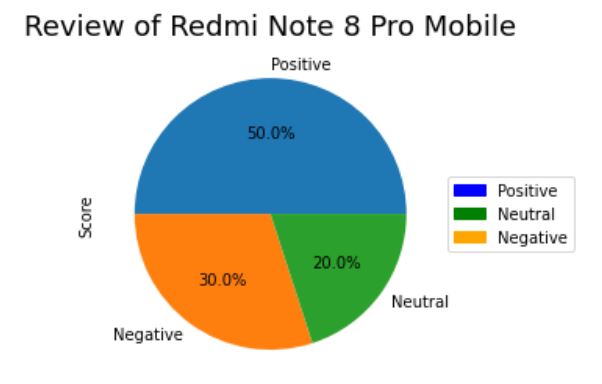 Review of Redmi Note 8 Pro Mobile
Positive
50.0%
Score
Positive
Neutral
Negative
20.0%
30.0%
Neutral
Negative